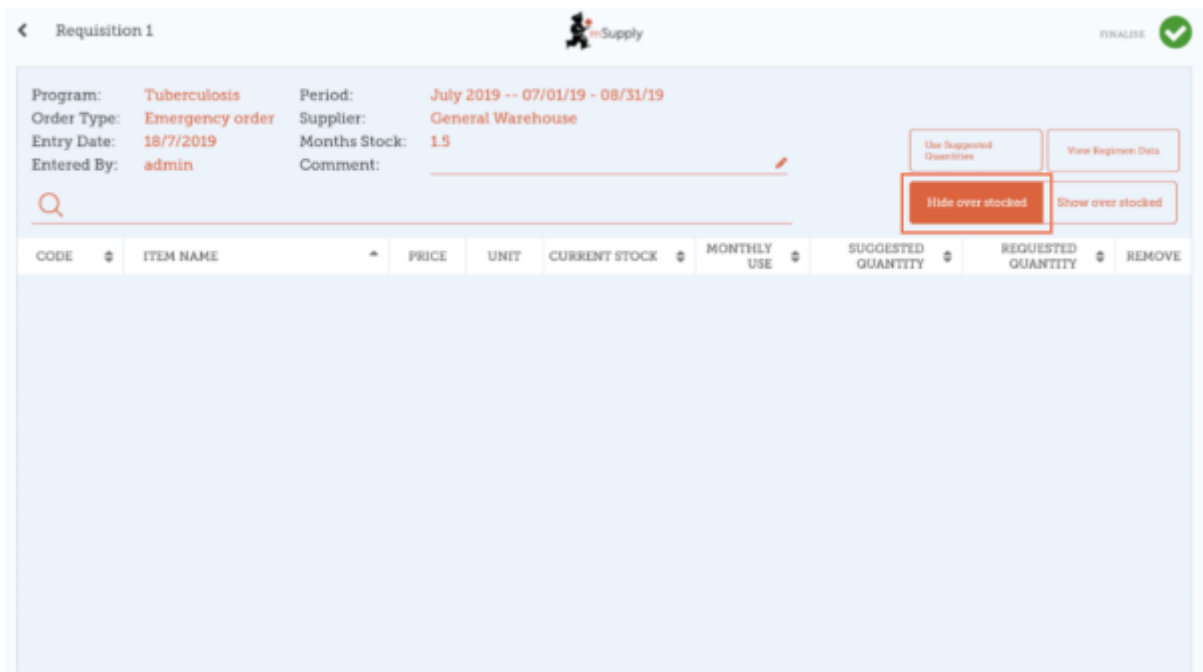 Requisition 1
mSupply
FINALISE
Program: Tuberculosis Period: July 2019 -- 07/01/19 - 08/31/19
Order Type: Emergency order Supplier: General Warehouse
Entry Date: 18/7/2019 Months Stock: 1.5
Entered By: admin Comment:
Use Suggested
Quantities
View Regimen Data
Hide over stocked Show over stocked
CODE ITEM NAME PRICE UNIT CURRENT STOCK MONTHLY
USE SUGGESTED
QUANTITY REQUESTED
QUANTITY REMOVE